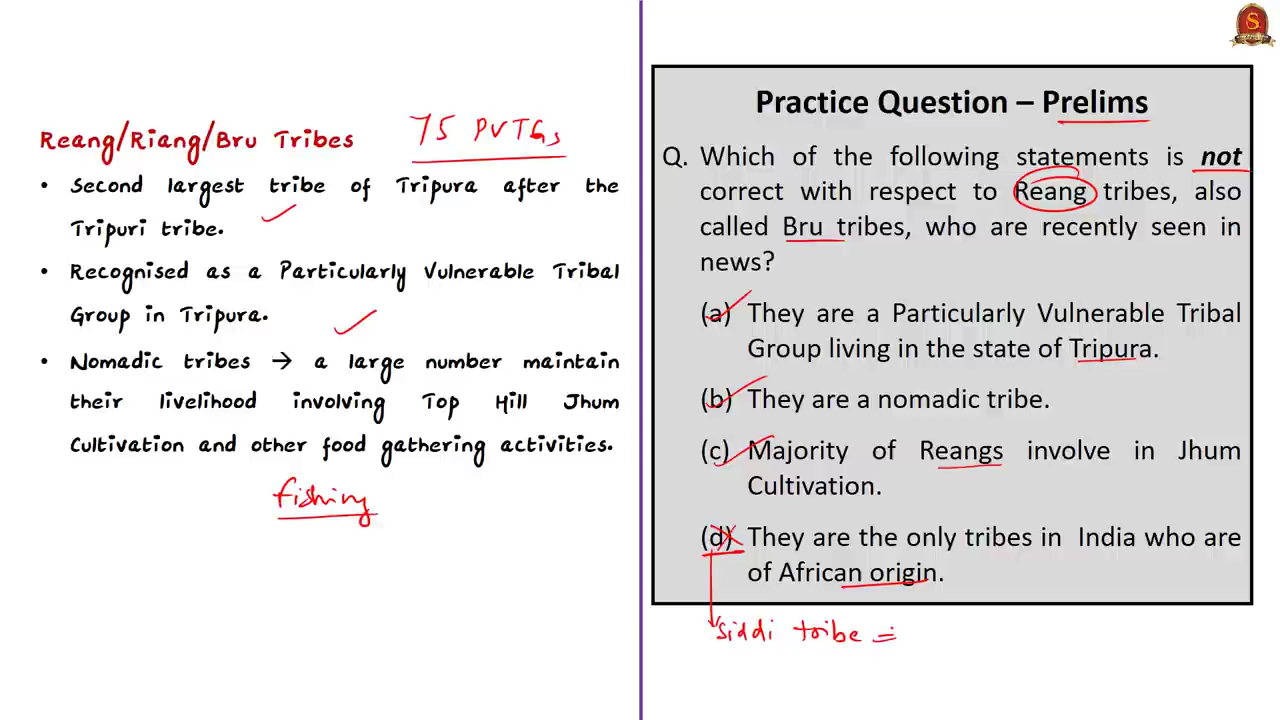 Reang/Riang/Bru Tribes 75 PVTGs
• Second largest tribe of Tripura after the
Tripuri tribe.
• Recognised as a Particularly Vulnerable Tribal
Group in Tripura.
• Nomadic tribes → a large number maintain
their livelihood involving Top Hill Jhum
Cultivation and other food gathering activities.
fishing
Practice Question – Prelims
Q. Which of the following statements is not
correct with respect to Reang tribes, also
called Bru tribes, who are recently seen in
news?
(a) They are a Particularly Vulnerable Tribal
Group living in the state of Tripura.
(b) They are a nomadic tribe.
(c) Majority of Reangs involve in Jhum
Cultivation.
(d) They are the only tribes in India who are
of African origin.
Siddi tribe =